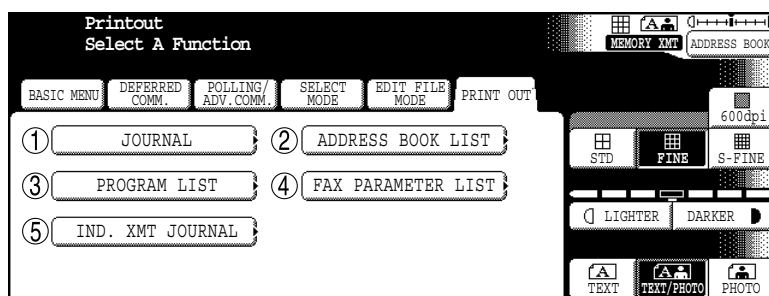 Printout
Select A Function
MEMORY XMT
ADDRESS BOOK
BASIC MENU
DEFERRED
COMM.
POLLING/
ADV.COMM.
SELECT
MODE
EDIT FILE
MODE
PRINT OUT
600dpi
1 JOURNAL
2 ADDRESS BOOK LIST
STD
FINE
S-FINE
3 PROGRAM LIST
4 FAX PARAMETER LIST
LIGHTER
DARKER
5 IND. XMT JOURNAL
A
TEXT
A
TEXT/PHOTO
PHOTO